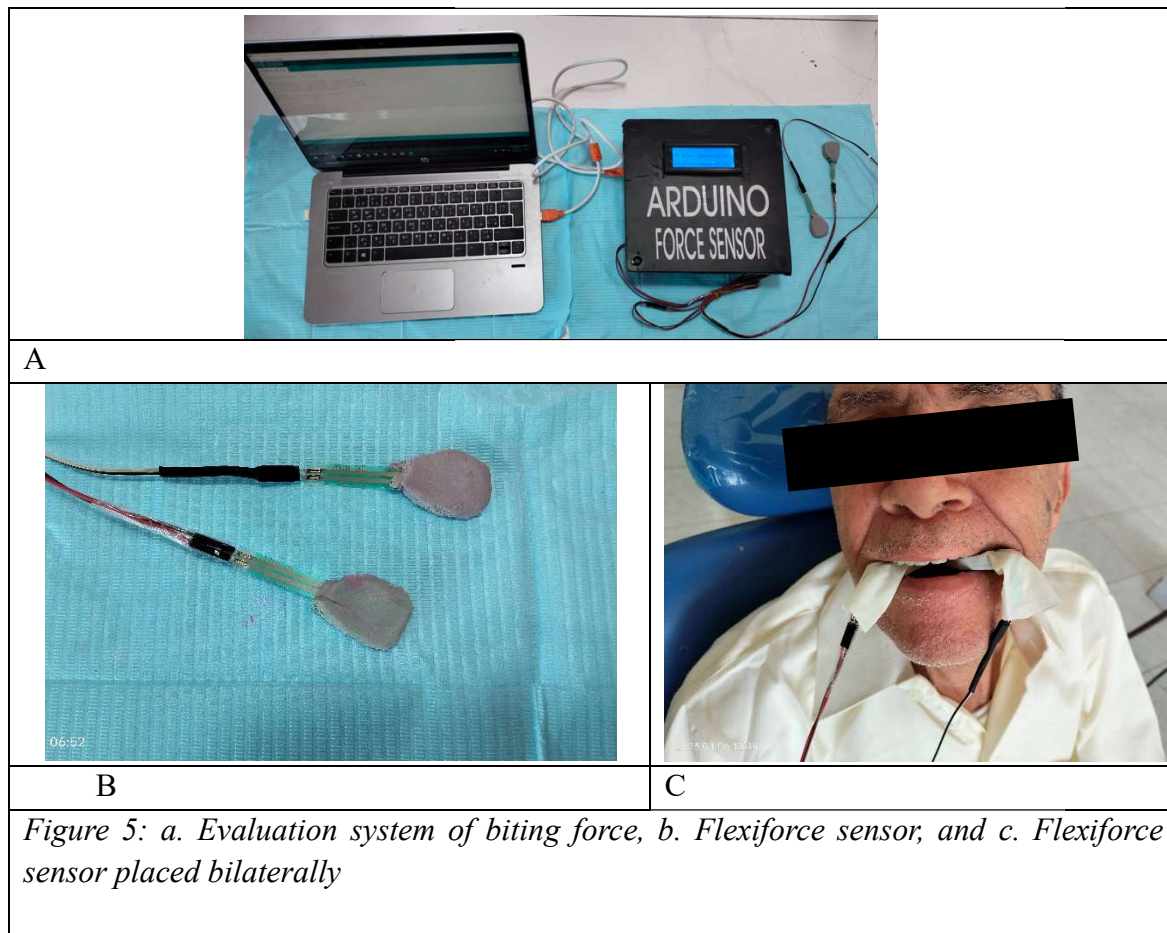 ARDUINO
FORCE SENSOR
A
06:52
B
C
Figure 5: a. Evaluation system of biting force, b. Flexiforce sensor, and c. Flexiforce
sensor placed bilaterally